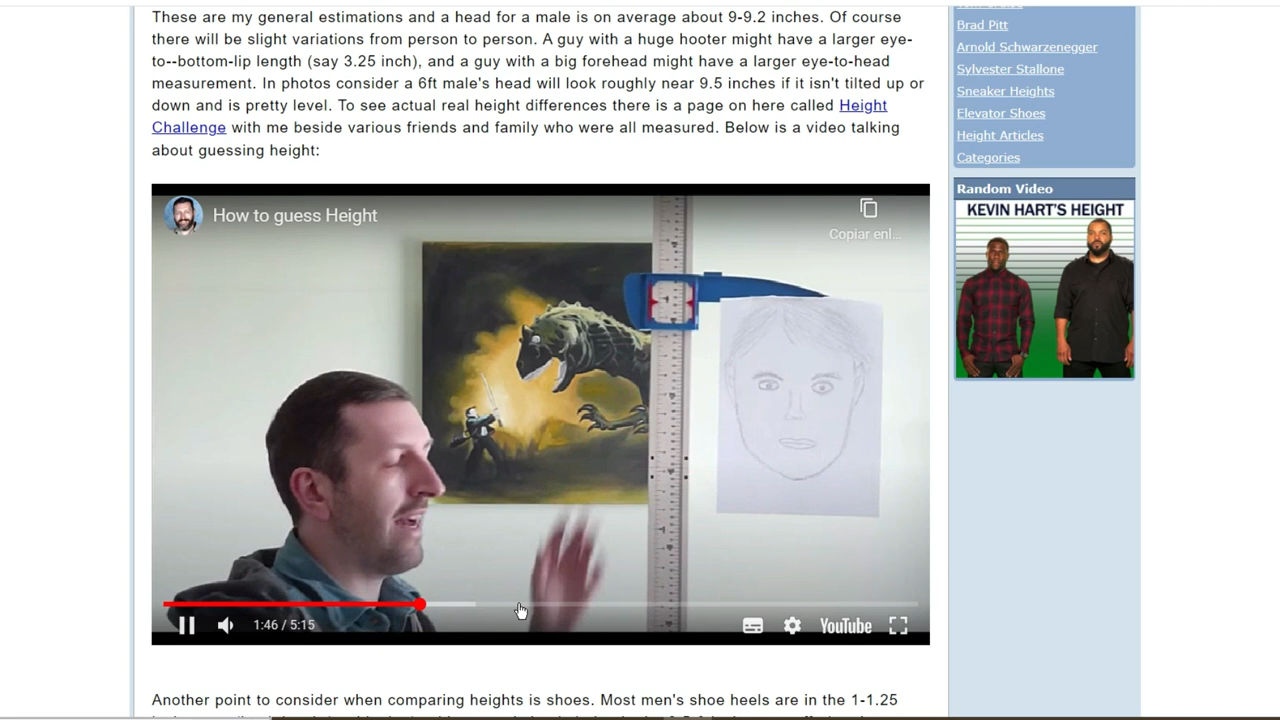 These are my general estimations and a head for a male is on average about 9-9.2 inches. Of course
there will be slight variations from person to person. A guy with a huge hooter might have a larger eye-
to--bottom-lip length (say 3.25 inch), and a guy with a big forehead might have a larger eye-to-head
measurement. In photos consider a 6ft male's head will look roughly near 9.5 inches if it isn't tilted up or
down and is pretty level. To see actual real height differences there is a page on here called Height
Challenge with me beside various friends and family who were all measured. Below is a video talking
about guessing height:
How to guess Height
Copiar enl...
1:46 / 5:15
YouTube
Another point to consider when comparing heights is shoes. Most men's shoe heels are in the 1-1.25
Brad Pitt
Arnold Schwarzenegger
Sylvester Stallone
Sneaker Heights
Elevator Shoes
Height Articles
Categories
Random Video
KEVIN HART'S HEIGHT